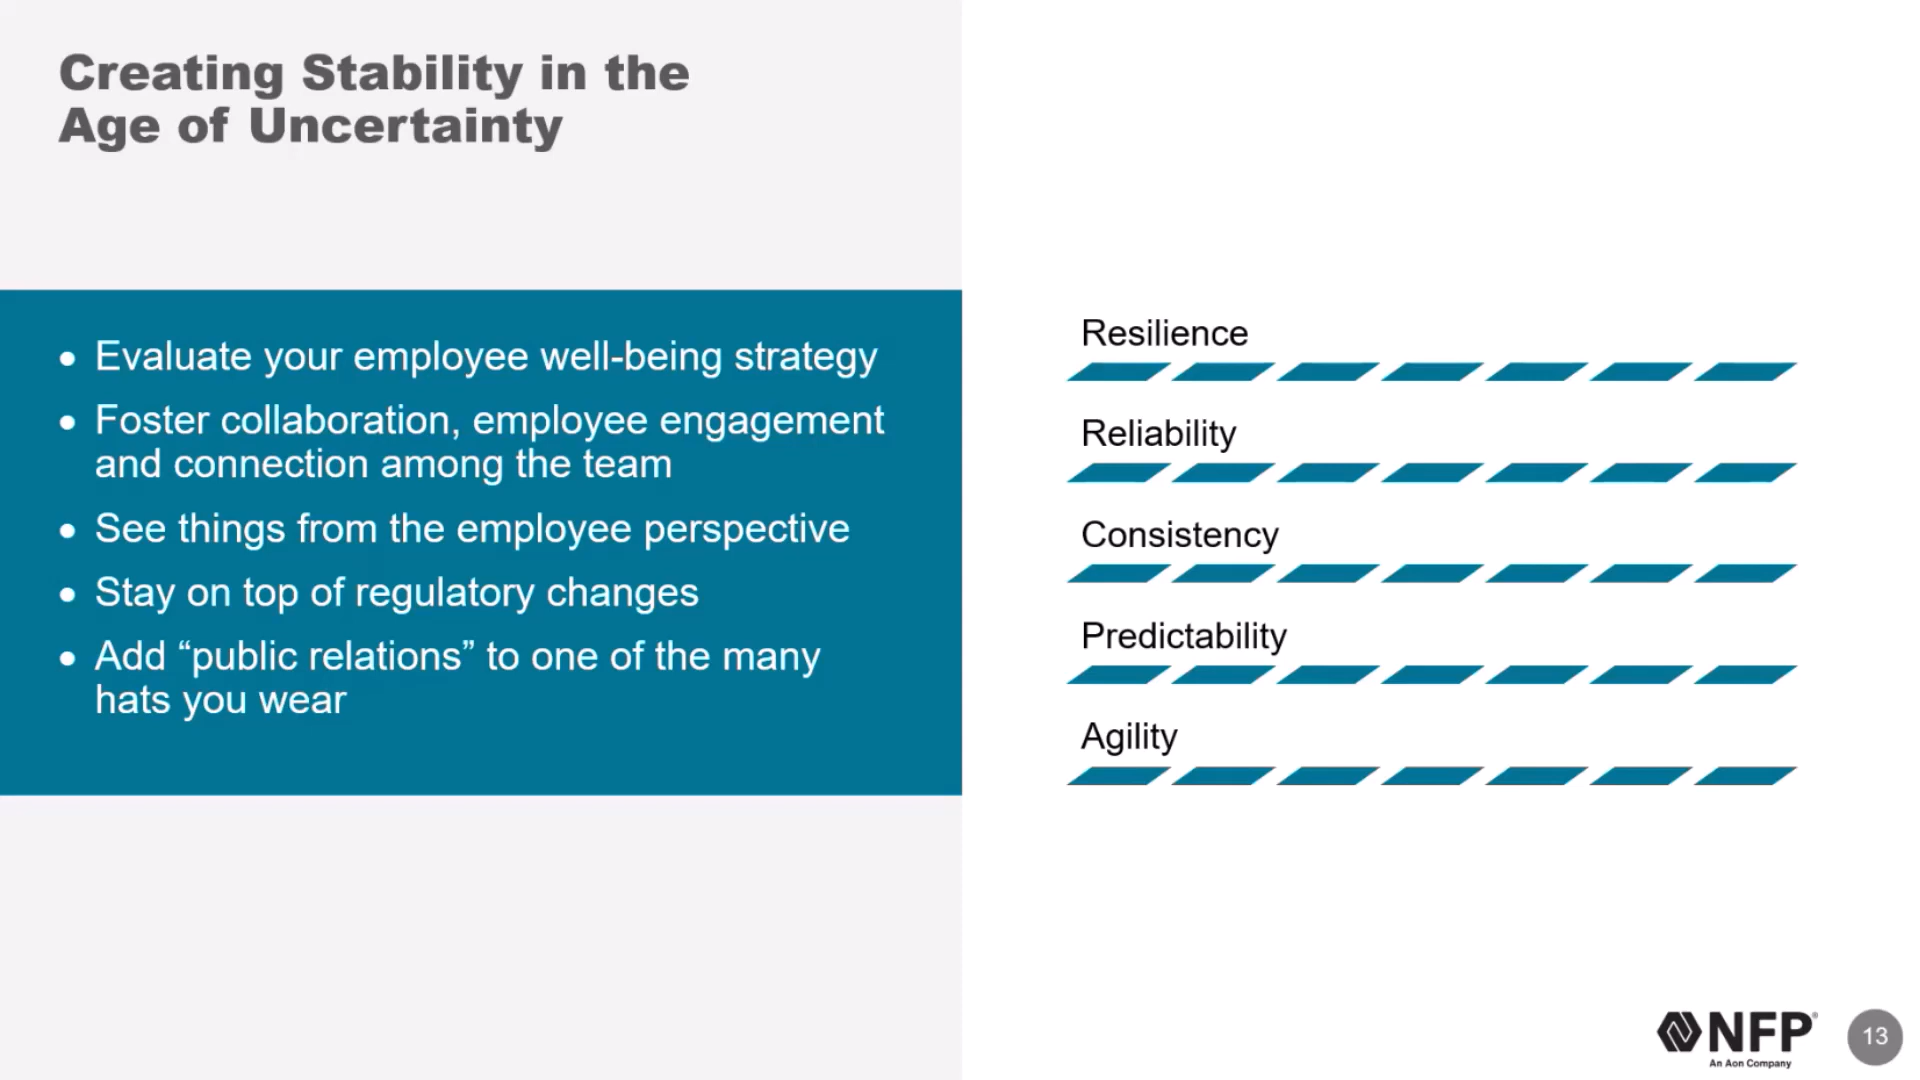 Creating Stability in the
Age of Uncertainty
• Evaluate your employee well-being strategy
• Foster collaboration, employee engagement
and connection among the team
• See things from the employee perspective
• Stay on top of regulatory changes
• Add “public relations” to one of the many
hats you wear
Resilience
Reliability
Consistency
Predictability
Agility
NFP®
An Aon Company
13